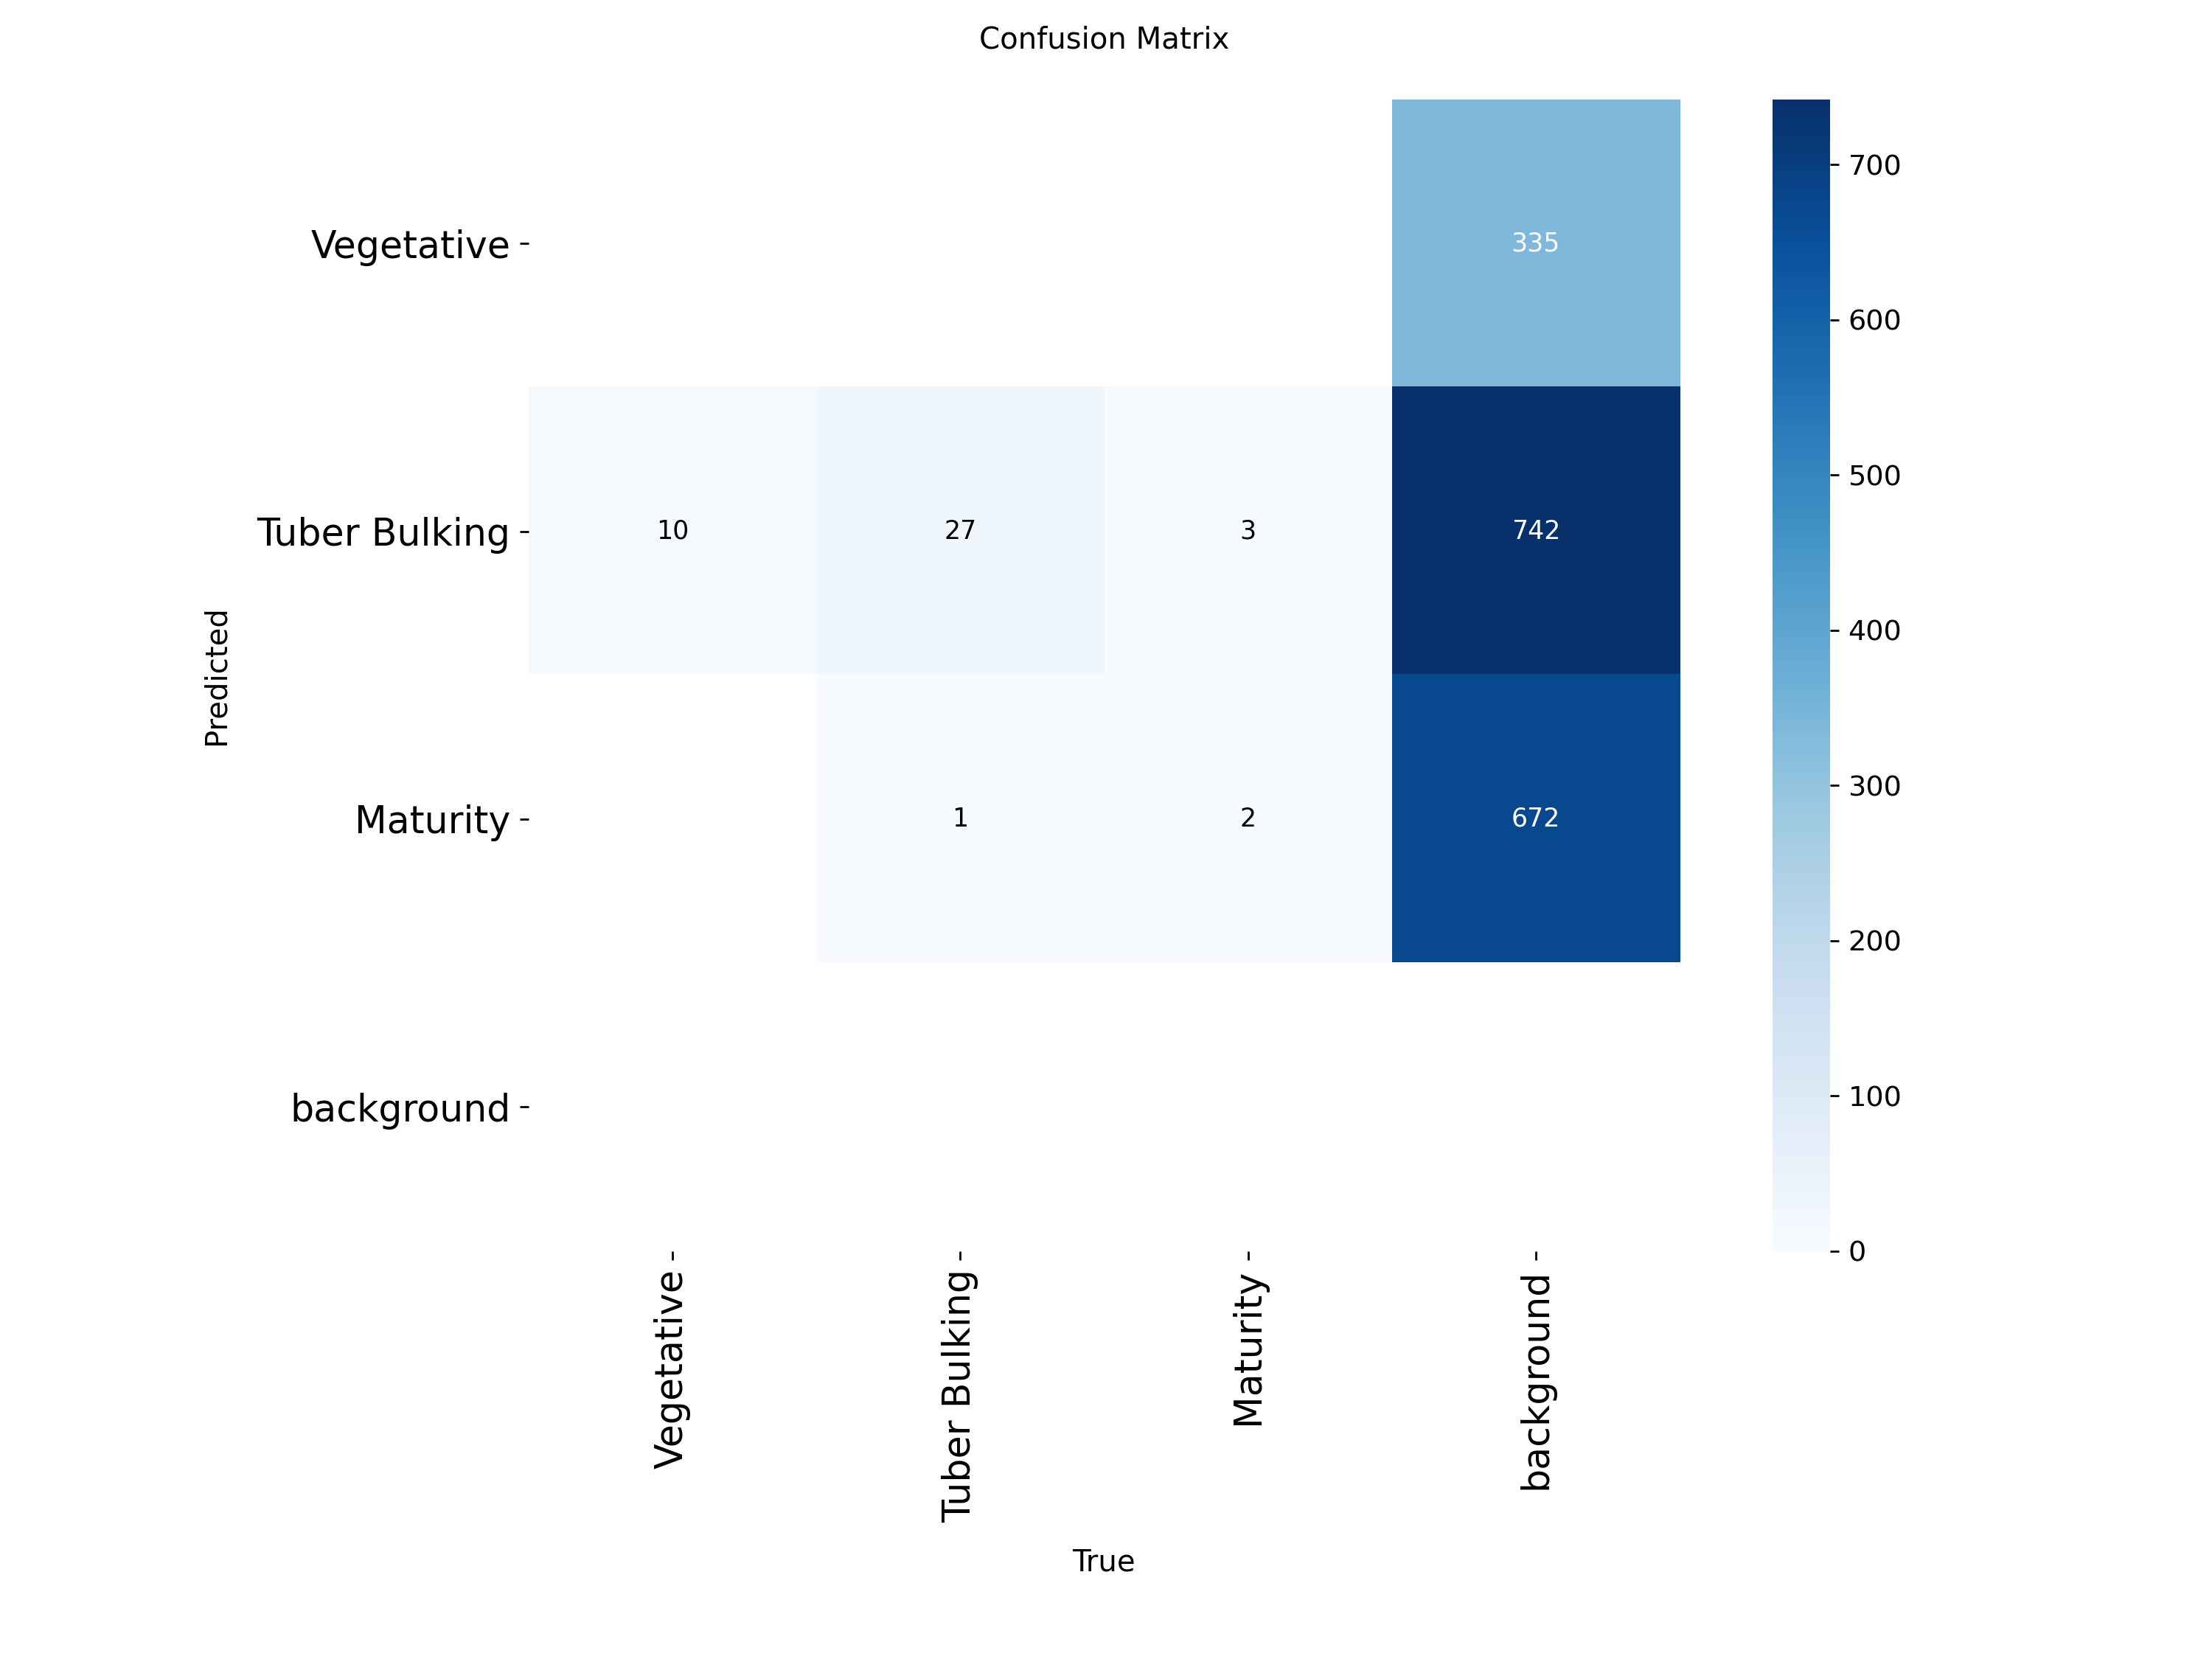 Confusion Matrix
Vegetative
335
700
600
Tuber Bulking
10
27
3
742
500
400
Predicted
Maturity
1
2
672
300
200
background
100
0
Vegetative
Tuber Bulking
Maturity
background
True